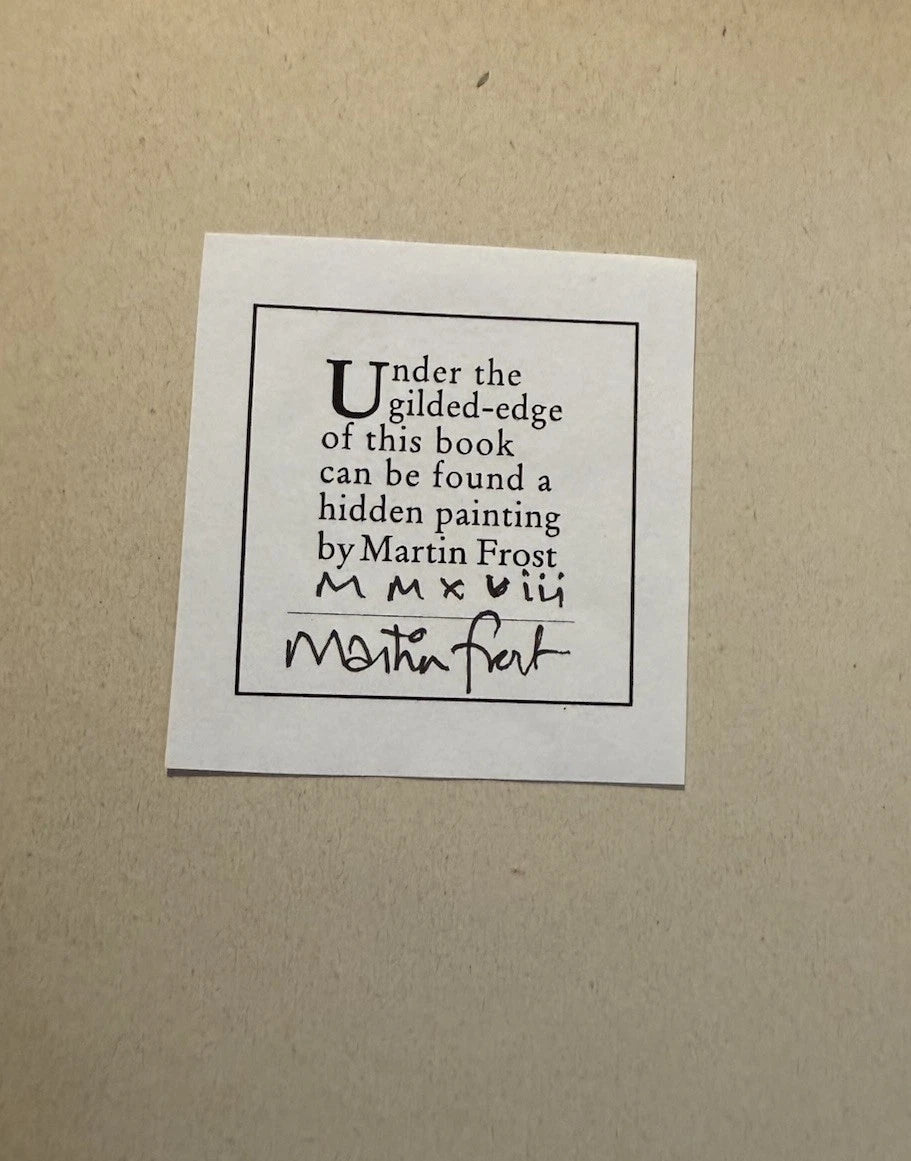 Under the
gilded-edge
of this book
can be found a
hidden painting
by Martin Frost
MMXViii
Martin Frost